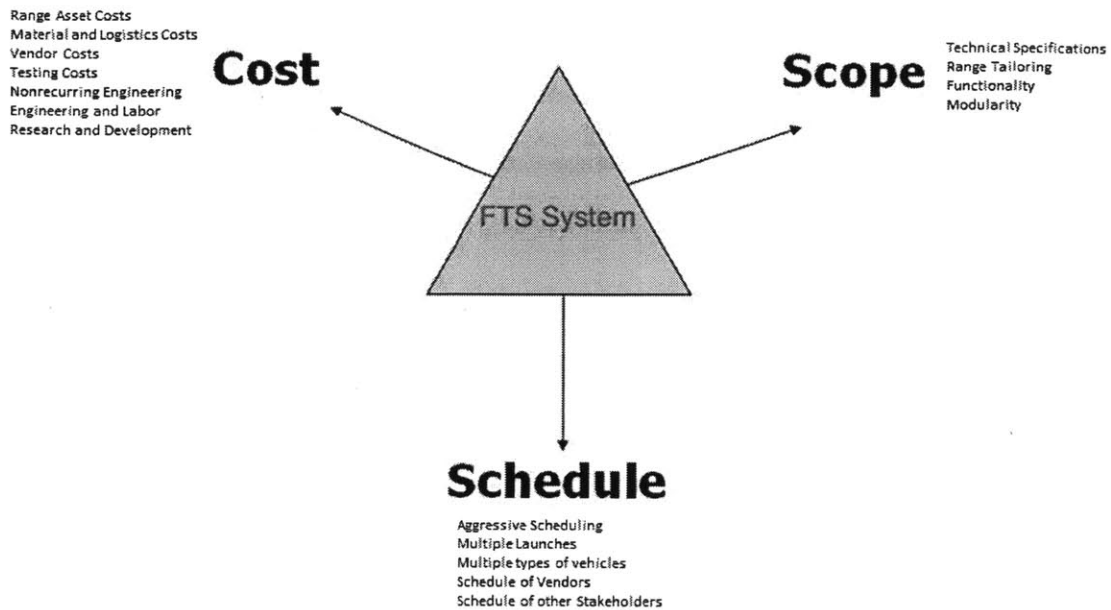 Range Asset Costs
Material and Logistics Costs
Vendor Costs
Testing Costs
Nonrecurring Engineering
Engineering and Labor
Research and Development
Cost
Scope
Technical Specifications
Range Tailoring
Functionality
Modularity
FTS System
Schedule
Aggressive Scheduling
Multiple Launches
Multiple types of vehicles
Schedule of Vendors
Schedule of other Stakeholders